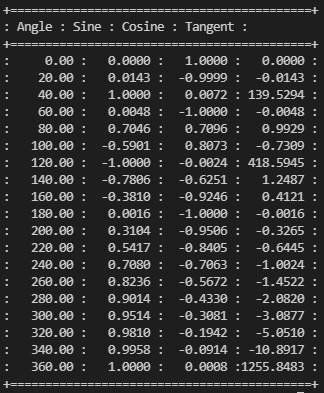 +===========================================+
: Angle : Sine : Cosine : Tangent :
+===========================================+
: 0.00 : 0.0000 : 1.0000 : 0.0000 :
: 20.00 : 0.0143 : -0.9999 : -0.0143 :
: 40.00 : 1.0000 : 0.0072 : 139.5294 :
: 60.00 : 0.0048 : -1.0000 : -0.0048 :
: 80.00 : 0.7046 : 0.7096 : 0.9929 :
: 100.00 : -0.5901 : 0.8073 : -0.7309 :
: 120.00 : -1.0000 : -0.0024 : 418.5945 :
: 140.00 : -0.7806 : -0.6251 : 1.2487 :
: 160.00 : -0.3810 : -0.9246 : 0.4121 :
: 180.00 : 0.0016 : -1.0000 : -0.0016 :
: 200.00 : 0.3104 : -0.9506 : -0.3265 :
: 220.00 : 0.5417 : -0.8405 : -0.6445 :
: 240.00 : 0.7080 : -0.7063 : -1.0024 :
: 260.00 : 0.8236 : -0.5672 : -1.4522 :
: 280.00 : 0.9014 : -0.4330 : -2.0820 :
: 300.00 : 0.9514 : -0.3081 : -3.0877 :
: 320.00 : 0.9810 : -0.1942 : -5.0510 :
: 340.00 : 0.9958 : -0.0914 : -10.8917 :
: 360.00 : 1.0000 : 0.0008 :1255.8483 :
+===========================================+